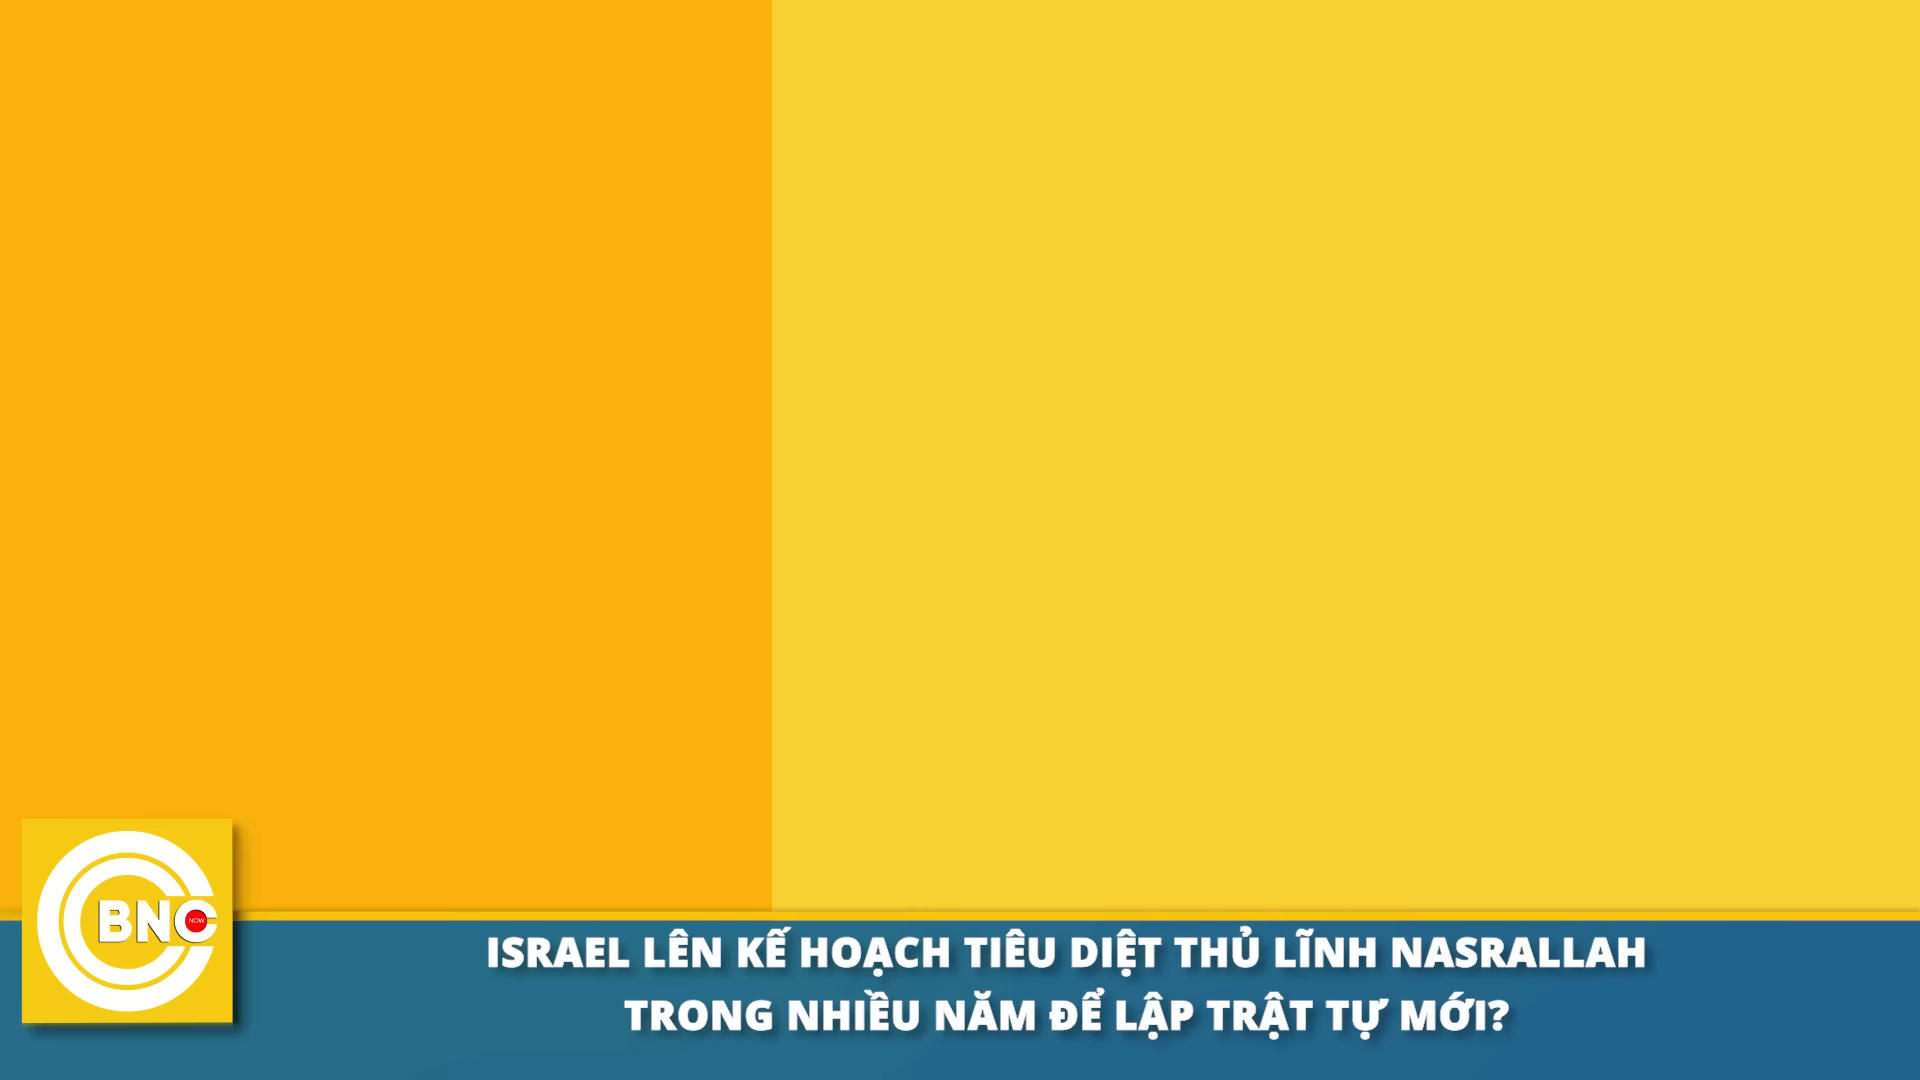 BNC
NOW
ISRAEL LÊN KẾ HOẠCH TIÊU DIỆT THỦ LĨNH NASRALLAH
TRONG NHIỀU NĂM ĐỂ LẬP TRẬT TỰ MỚI?